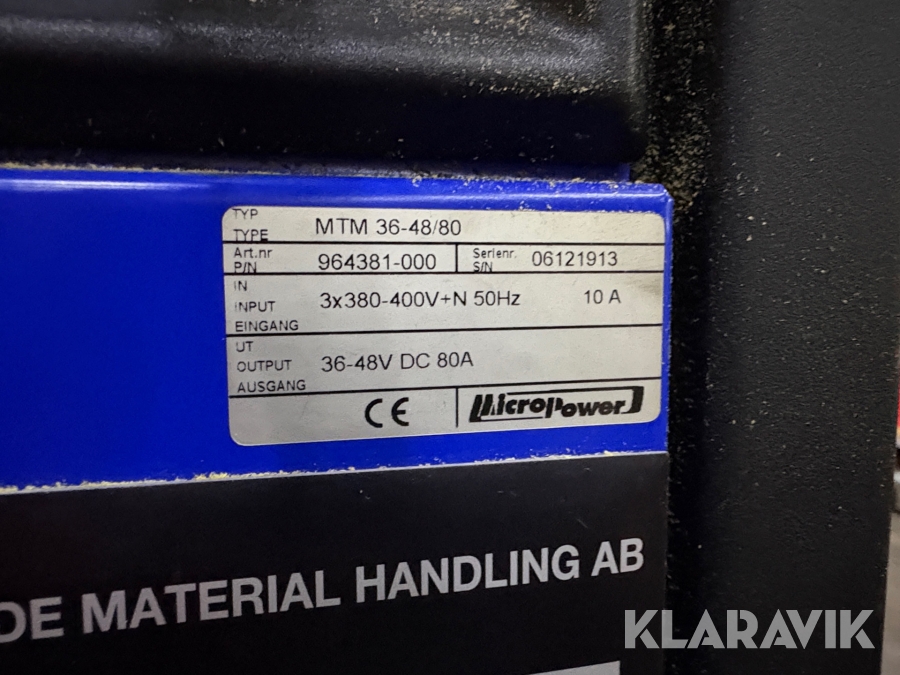 TYP
TYPE MTM 36-48/80
Art.nr Serienr.
P/N 964381-000 S/N 06121913
IN
INPUT 3x380-400V+N 50Hz 10 A
EINGANG
UT
OUTPUT 36-48V DC 80A
AUSGANG
CE MicroPower
DE MATERIAL HANDLING AB
KLARAVIK